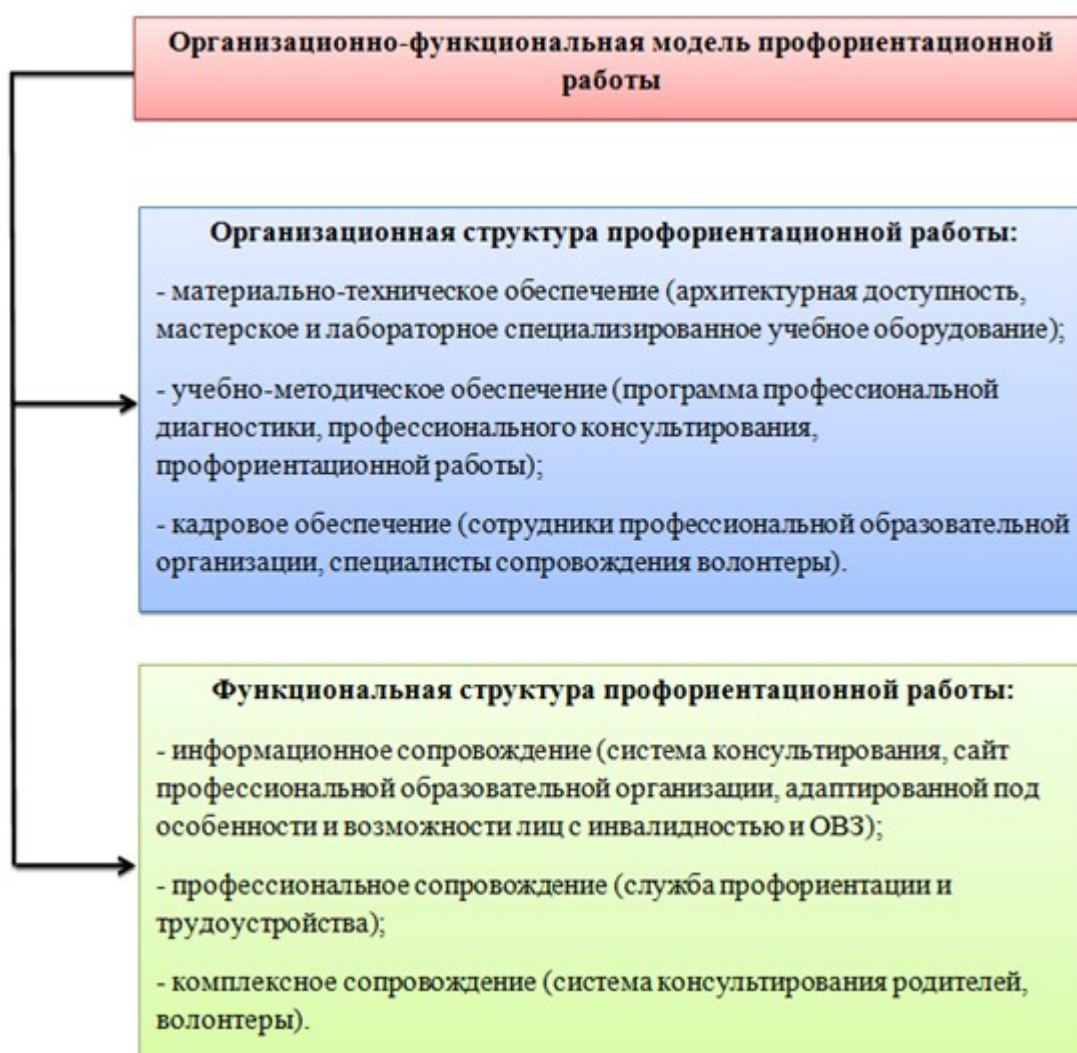 Организационно-функциональная модель профориентационной
работы
Организационная структура профориентационной работы:
- материально-техническое обеспечение (архитектурная доступность,
мастерское и лабораторное специализированное учебное оборудование);
- учебно-методическое обеспечение (программа профессиональной
диагностики, профессионального консультирования,
профориентационной работы);
- кадровое обеспечение (сотрудники профессиональной образовательной
организации, специалисты сопровождения волонтеры).
Функциональная структура профориентационной работы:
- информационное сопровождение (система консультирования, сайт
профессиональной образовательной организации, адаптированной под
особенности и возможности лиц с инвалидностью и ОВЗ);
- профессиональное сопровождение (служба профориентации и
трудоустройства);
- комплексное сопровождение (система консультирования родителей,
волонтеры).